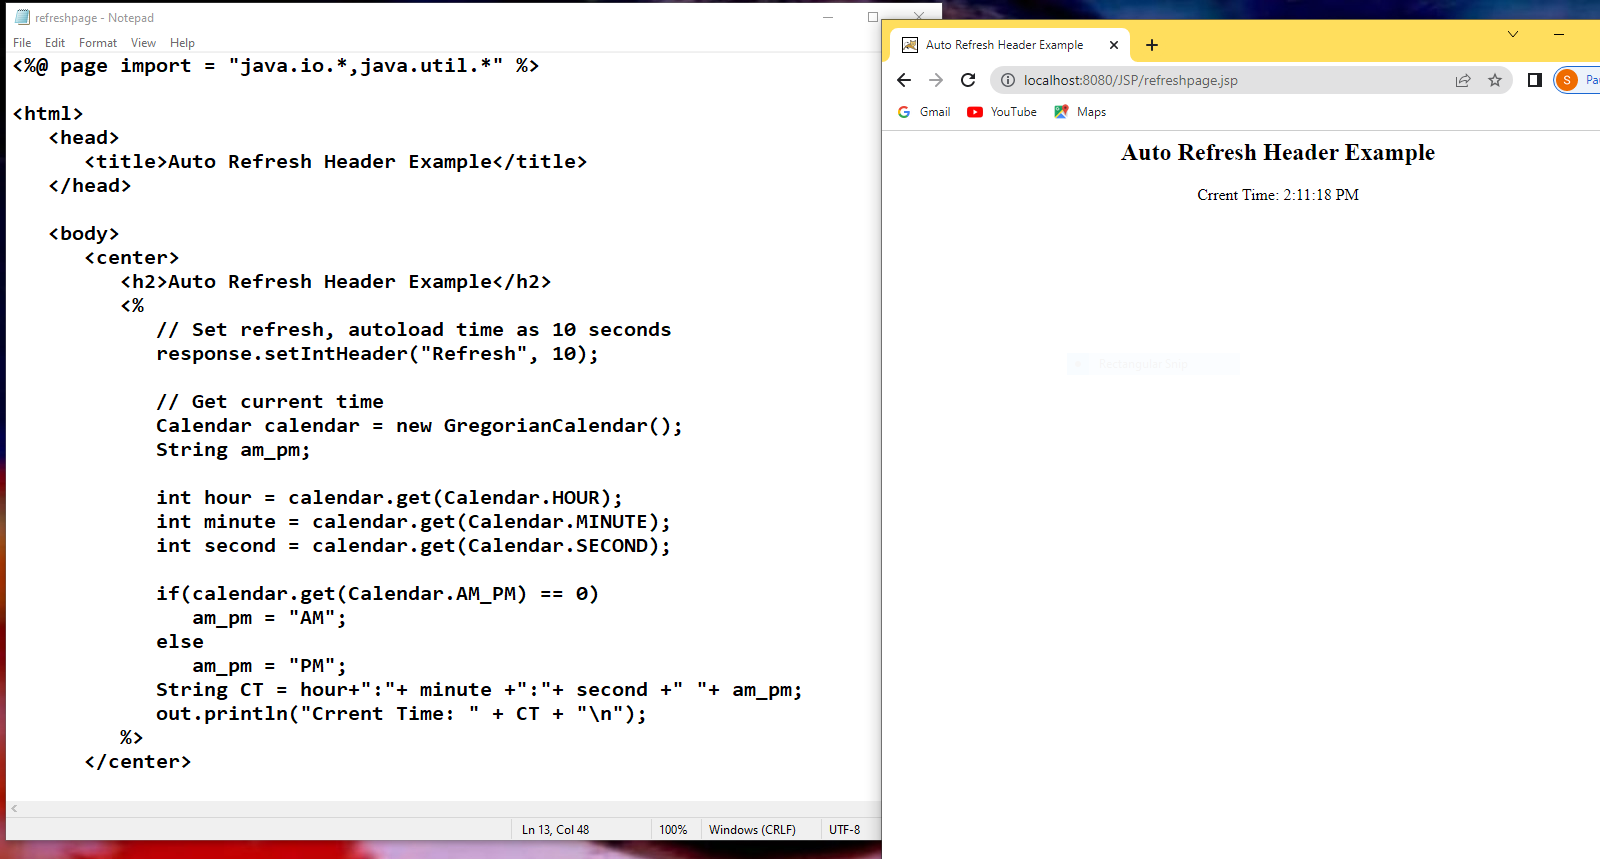 refreshpage - Notepad
File Edit Format View Help
<%@ page import = "java.io.*,java.util.*" %>
<html>
<head>
<title>Auto Refresh Header Example</title>
</head>
<body>
<center>
<h2>Auto Refresh Header Example</h2>
<%
// Set refresh, autoload time as 10 seconds
response.setIntHeader("Refresh", 10);
// Get current time
Calendar calendar = new GregorianCalendar();
String am_pm;
int hour = calendar.get(Calendar.HOUR);
int minute = calendar.get(Calendar.MINUTE);
int second = calendar.get(Calendar.SECOND);
if(calendar.get(Calendar.AM_PM) == 0)
am_pm = "AM";
else
am_pm = "PM";
String CT = hour+":"+ minute +":"+ second +" "+ am_pm;
out.println("Crrent Time: " + CT + "\n");
%>
</center>
Ln 13, Col 48 100% Windows (CRLF) UTF-8
Auto Refresh Header Example
localhost:8080/JSP/refreshpage.jsp
S Pau
Gmail YouTube Maps
Auto Refresh Header Example
Crrent Time: 2:11:18 PM
Rectangular Snip